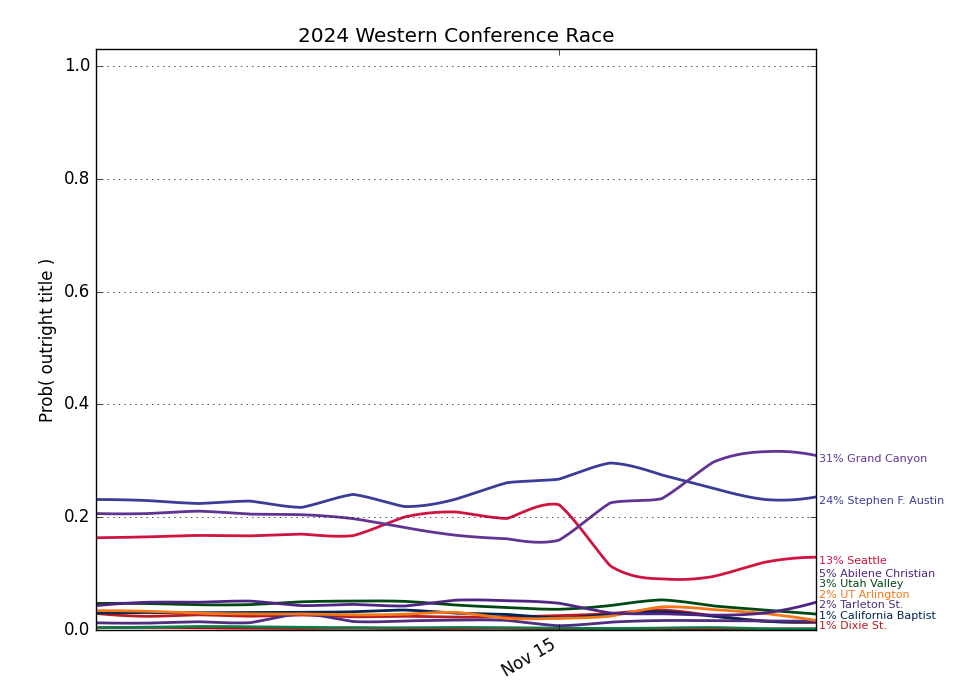 2024 Western Conference Race
1.0
0.8
0.6
0.4
0.2
0.0
Prob( outright title )
Nov 15
31% Grand Canyon
24% Stephen F. Austin
13% Seattle
5% Abilene Christian
3% Utah Valley
2% UT Arlington
2% Tarleton St.
1% California Baptist
1% Dixie St.